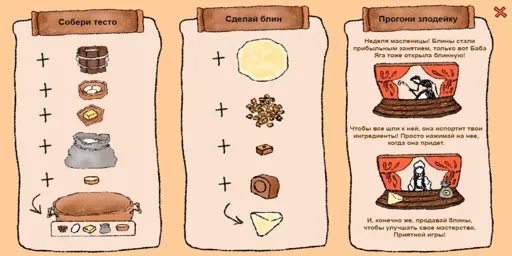 Собери тесто
Сделай блин
Прогони злодейку
Неделя масленицы! Блины стали
прибыльным занятием, только вот Баба
Яга тоже открыла блинную!
Чтобы все шли к ней, она испортит твои
ингредиенты! Просто нажимай на нее,
когда она придет.
И, конечно же, продавай блины,
чтобы улучшать свое мастерство.
Приятной игры!